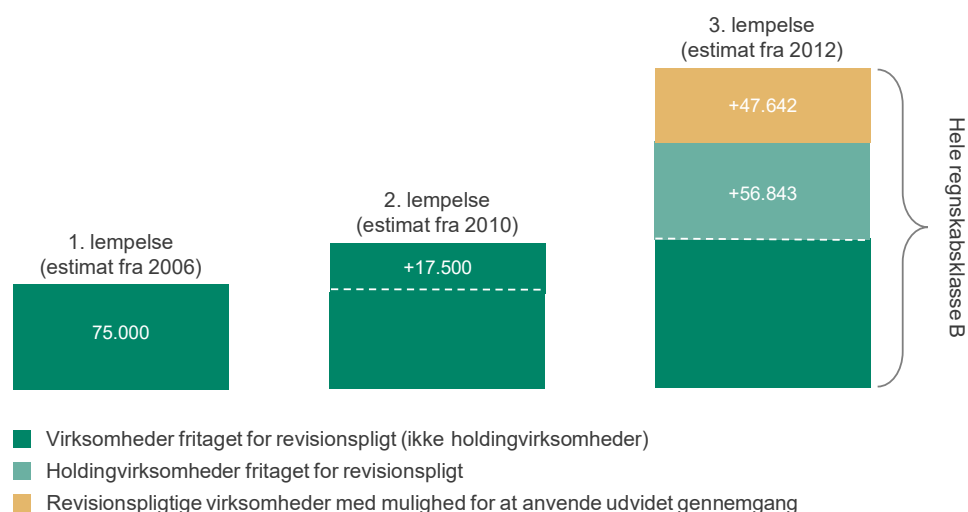 3. lempelse
(estimat fra 2012)
+47.642
+56.843
Hele regnskabsklasse B
2. lempelse
(estimat fra 2010)
+17.500
1. lempelse
(estimat fra 2006)
75.000
Virksomheder fritaget for revisionspligt (ikke holdingvirksomheder)
Holdingvirksomheder fritaget for revisionspligt
Revisionspligtige virksomheder med mulighed for at anvende udvidet gennemgang